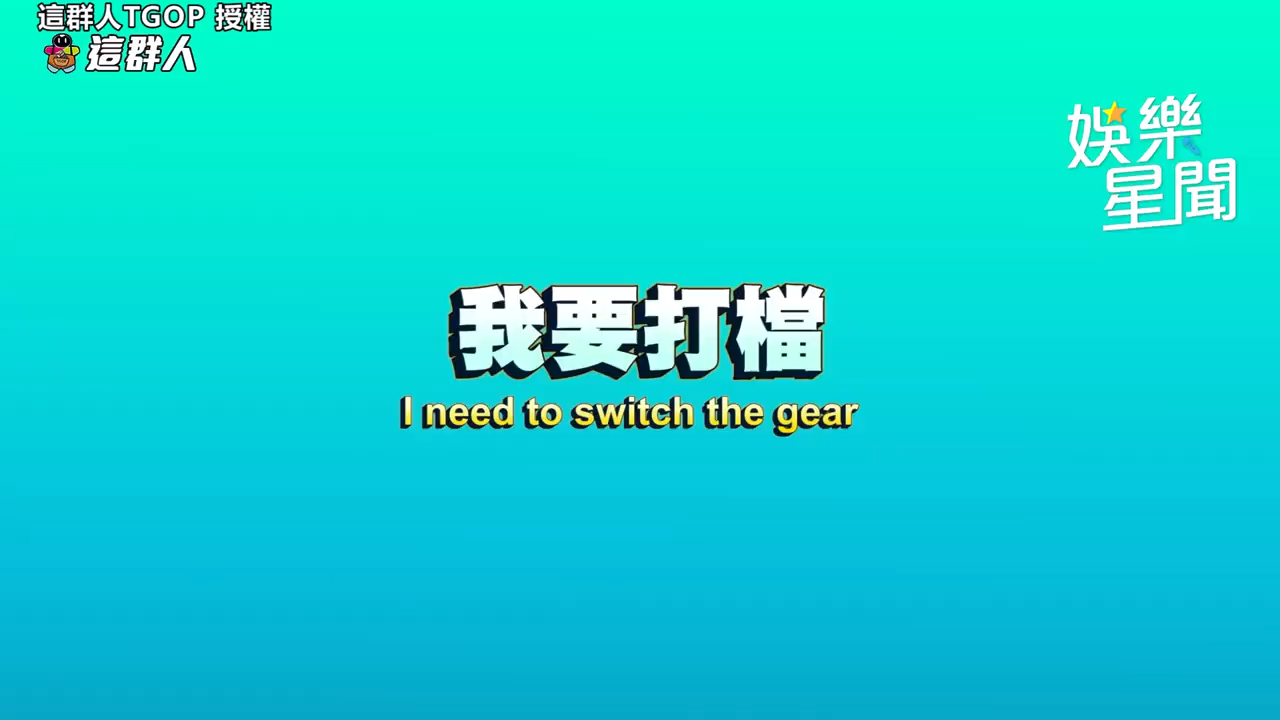 這群人TGOP 授權
這群人
娛樂
星聞
我要打檔
I need to switch the gear